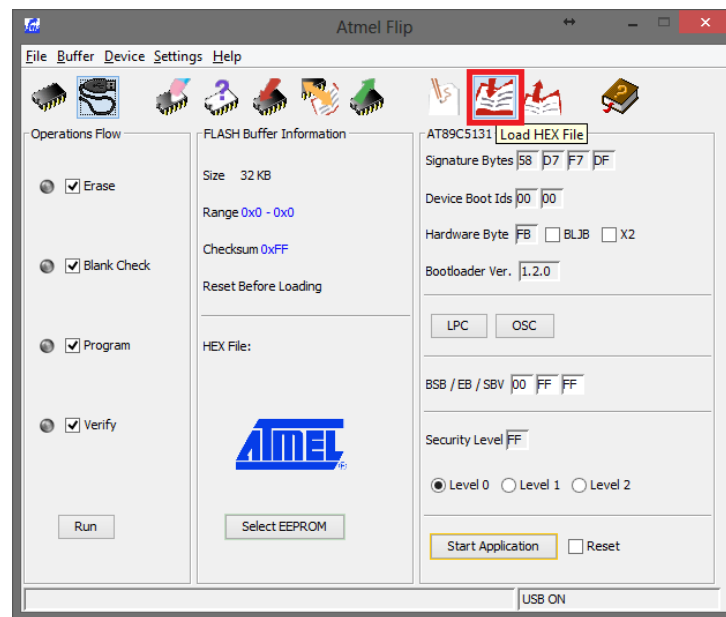 Atmel Flip
File Buffer Device Settings Help
Load HEX File
Operations Flow
Erase
Blank Check
Program
Verify
Run
FLASH Buffer Information
Size 32 KB
Range 0x0 - 0x0
Checksum 0xFF
Reset Before Loading
HEX File:
ATMEL
Select EEPROM
AT89C5131
Signature Bytes 58 D7 F7 DF
Device Boot Ids 00 00
Hardware Byte FB BLJB X2
Bootloader Ver. 1.2.0
LPC OSC
BSB / EB / SBV 00 FF FF
Security Level FF
Level 0 Level 1 Level 2
Start Application Reset
USB ON